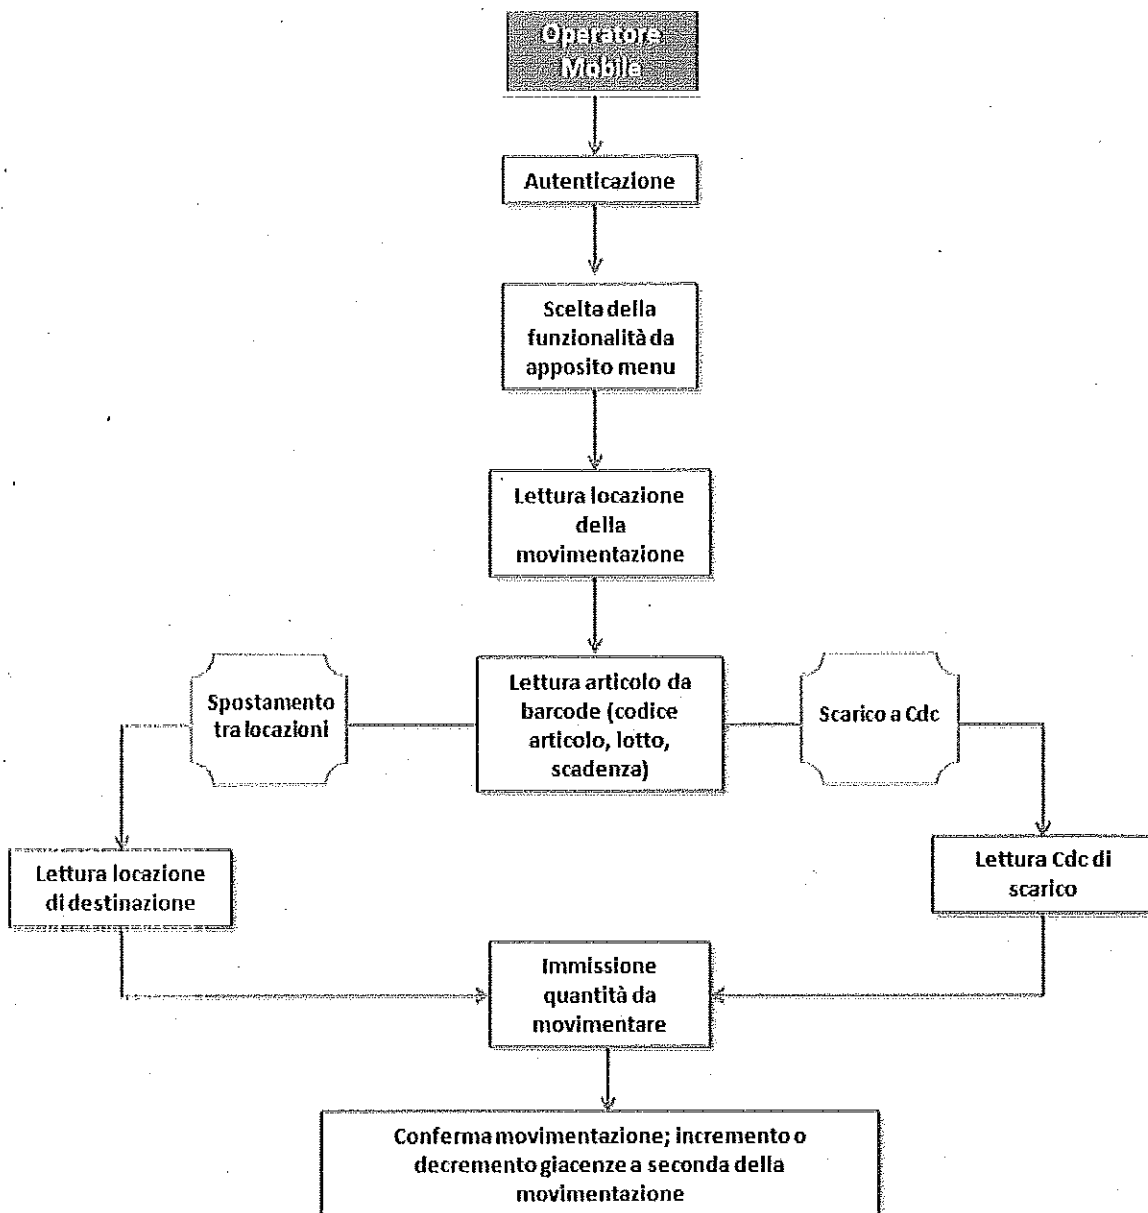 Operatore
Mobile
Autenticazione
Scelta della
funzionalità da
apposito menu
Lettura locazione
della
movimentazione
Spostamento
tra locazioni
Lettura articolo da
barcode (codice
articolo, lotto,
scadenza)
Scarico a Cdc
Lettura locazione
di destinazione
Lettura Cdc di
scarico
Immissione
quantità da
movimentare
Conferma movimentazione; incremento o
decremento giacenze a seconda della
movimentazione